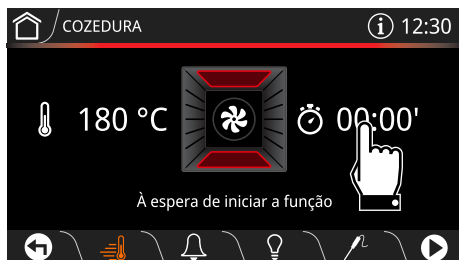 COZEDURA
12:30
180 °C
00:00'
À espera de iniciar a função